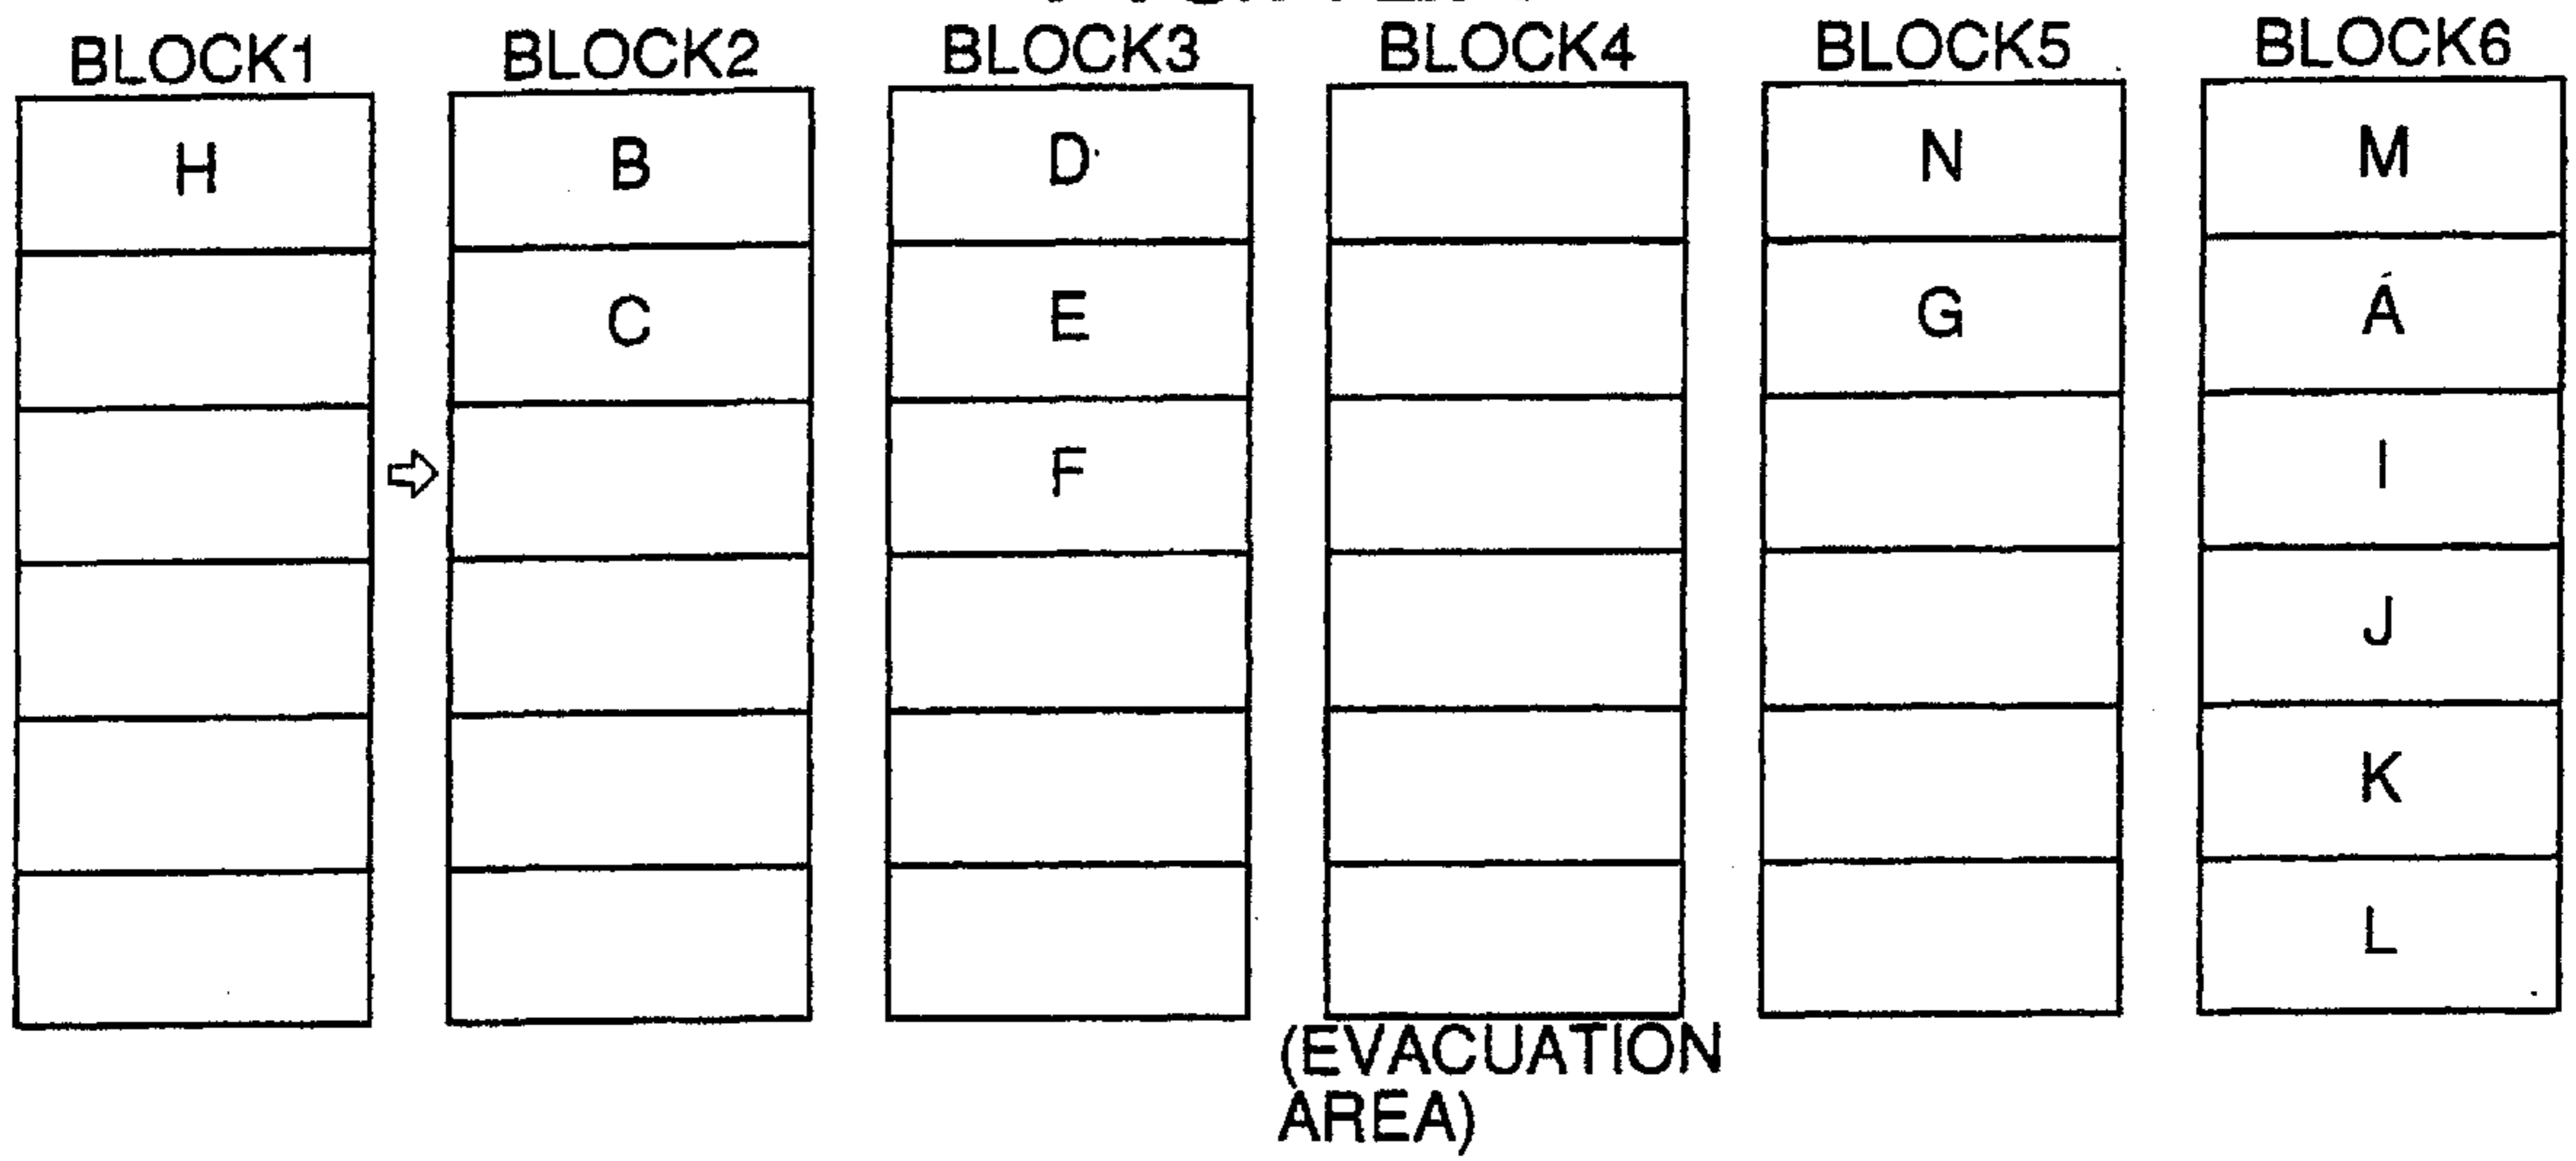 BLOCK1 BLOCK2 BLOCK3 BLOCK4 BLOCK5 BLOCK6
H B D N M
C E G A
F I
J
K
L
(EVACUATION
AREA)